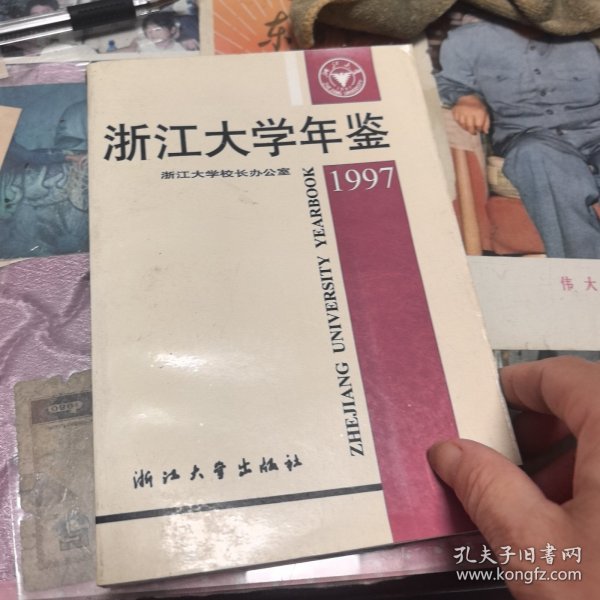 东
浙江大学年鉴
浙江大学校长办公室
1997
ZHEJIANG UNIVERSITY YEARBOOK
浙江大学出版社
伟大
孔夫子旧书网
www.kongfz.com